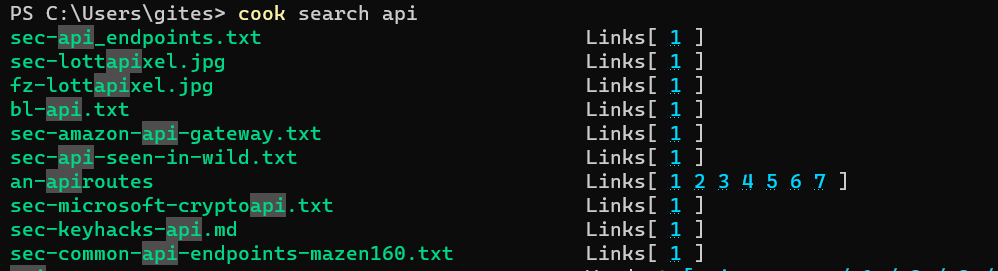 PS C:\Users\gites> cook search api
sec-api_endpoints.txt Links[ 1 ]
sec-lottapixel.jpg Links[ 1 ]
fz-lottapixel.jpg Links[ 1 ]
bl-api.txt Links[ 1 ]
sec-amazon-api-gateway.txt Links[ 1 ]
sec-api-seen-in-wild.txt Links[ 1 ]
an-apiroutes Links[ 1 2 3 4 5 6 7 ]
sec-microsoft-cryptoapi.txt Links[ 1 ]
sec-keyhacks-api.md Links[ 1 ]
sec-common-api-endpoints-mazen160.txt Links[ 1 ]